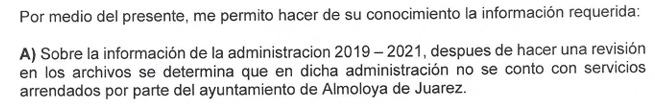 Por medio del presente, me permito hacer de su conocimiento la información requerida:
A) Sobre la información de la administracion 2019 – 2021, despues de hacer una revisión
en los archivos se determina que en dicha administración no se conto con servicios
arrendados por parte del ayuntamiento de Almoloya de Juarez.